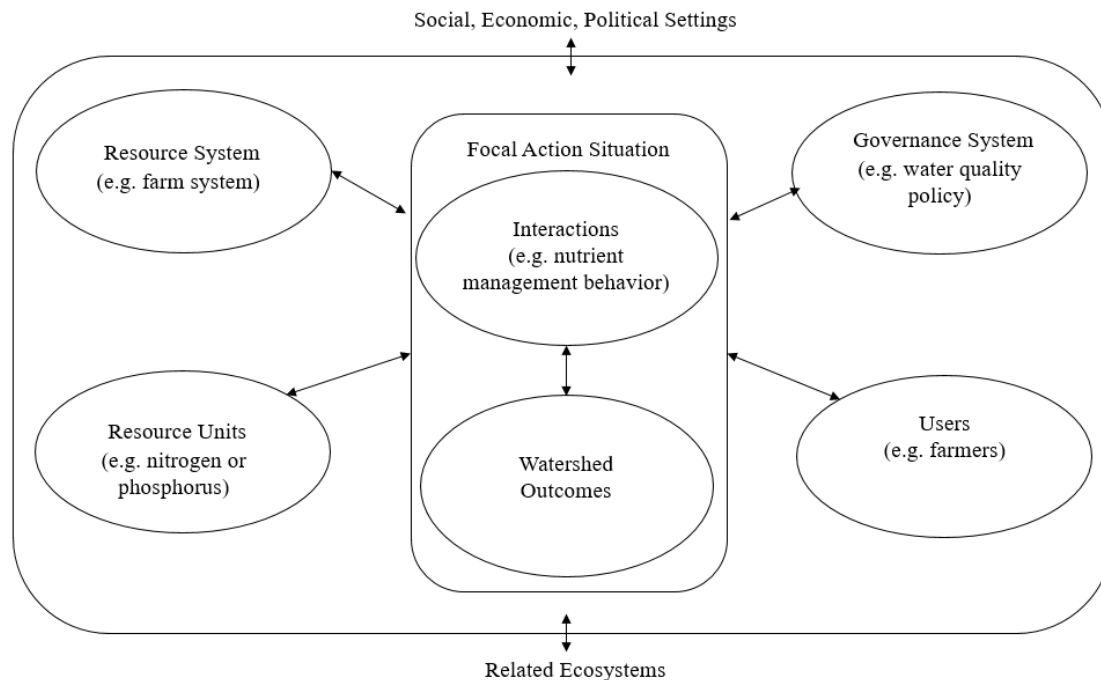 Social, Economic, Political Settings
Resource System
(e.g. farm system)
Focal Action Situation
Governance System
(e.g. water quality
policy)
Interactions
(e.g. nutrient
management behavior)
Resource Units
(e.g. nitrogen or
phosphorus)
Watershed
Outcomes
Users
(e.g. farmers)
Related Ecosystems